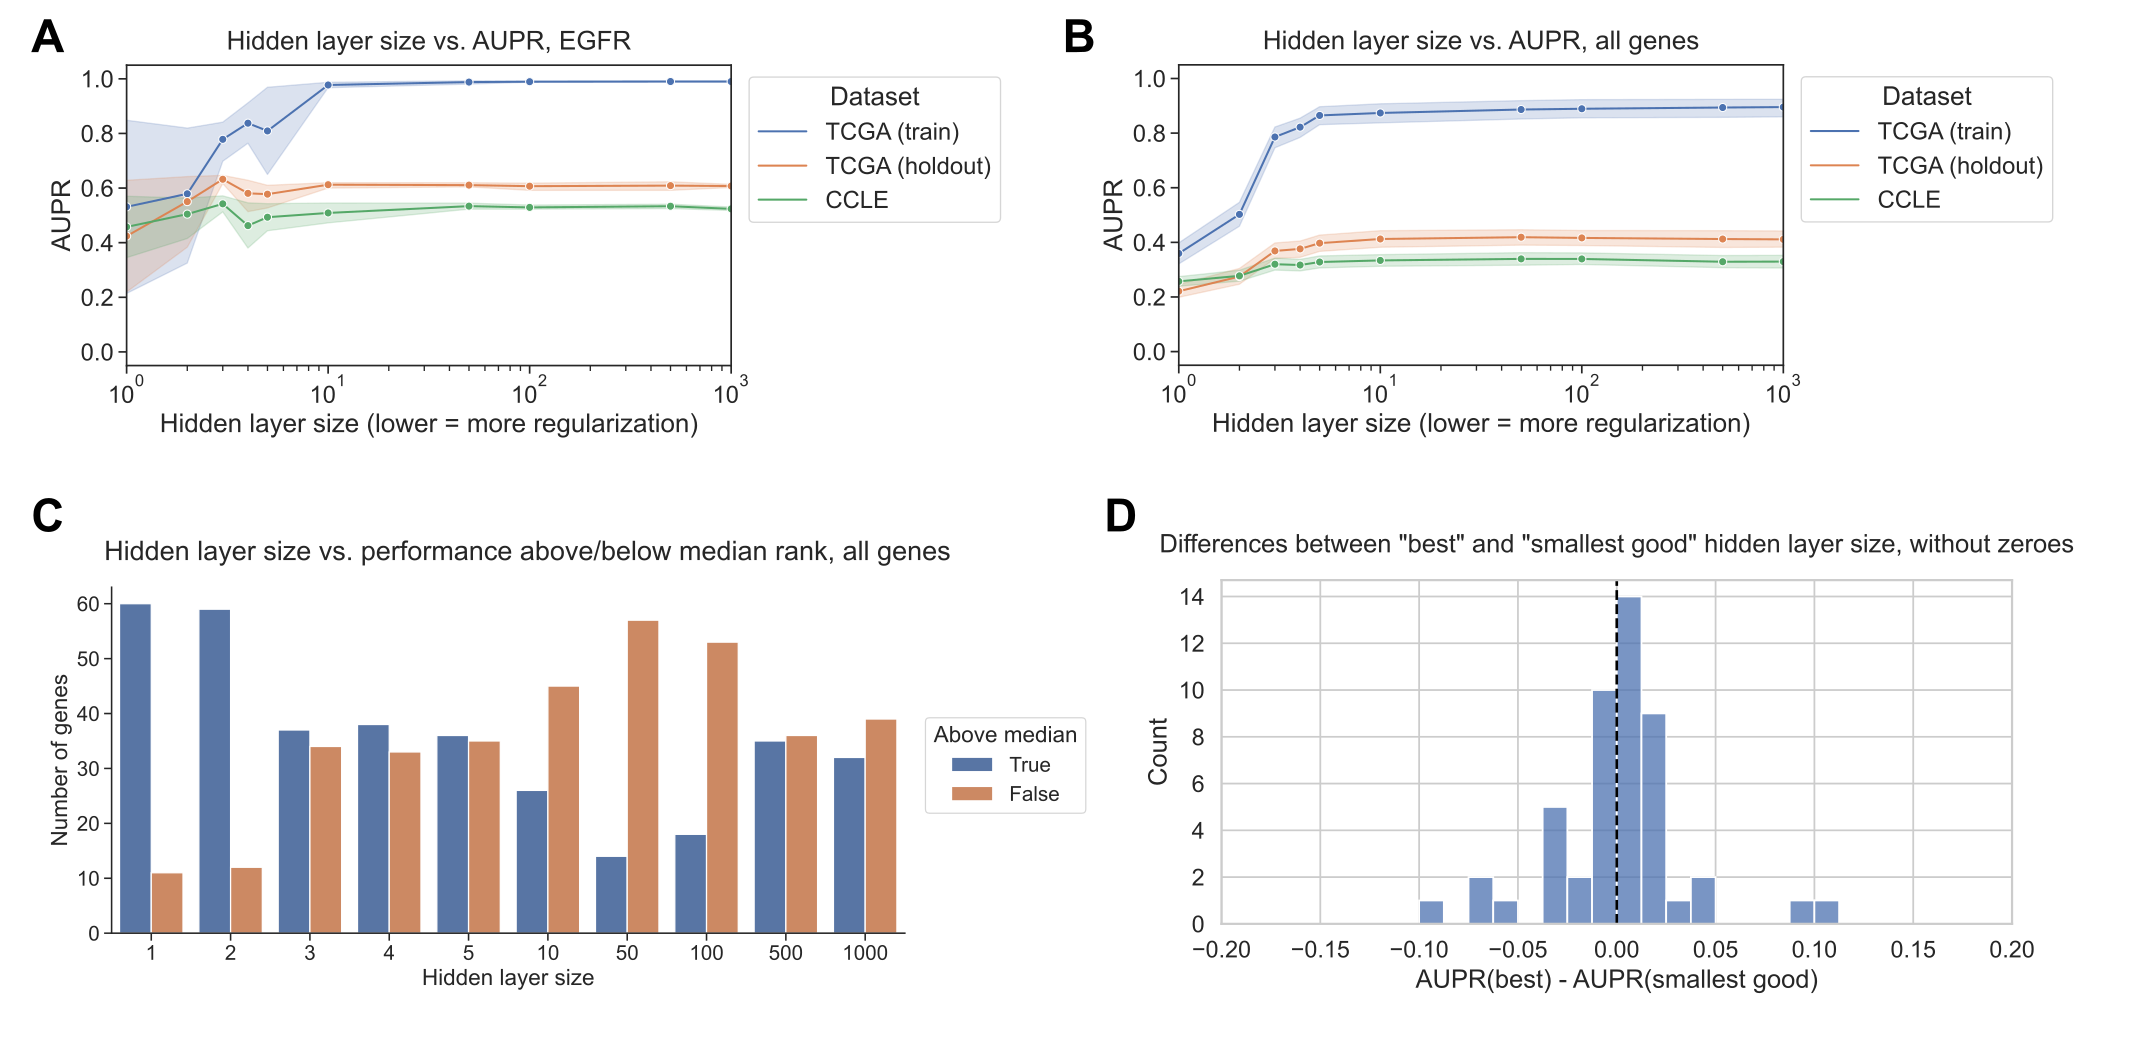 A
Hidden layer size vs. AUPR, EGFR
1.0
0.8
0.6
0.4
0.2
0.0
AUPR
10^0 10^1 10^2 10^3
Hidden layer size (lower = more regularization)
Dataset
TCGA (train)
TCGA (holdout)
CCLE
B
Hidden layer size vs. AUPR, all genes
1.0
0.8
0.6
0.4
0.2
0.0
AUPR
10^0 10^1 10^2 10^3
Hidden layer size (lower = more regularization)
Dataset
TCGA (train)
TCGA (holdout)
CCLE
C
Hidden layer size vs. performance above/below median rank, all genes
60
50
40
30
20
10
0
Number of genes
1 2 3 4 5 10 50 100 500 1000
Hidden layer size
Above median
True
False
D
Differences between "best" and "smallest good" hidden layer size, without zeroes
14
12
10
8
6
4
2
0
Count
−0.20 −0.15 −0.10 −0.05 0.00 0.05 0.10 0.15 0.20
AUPR(best) - AUPR(smallest good)